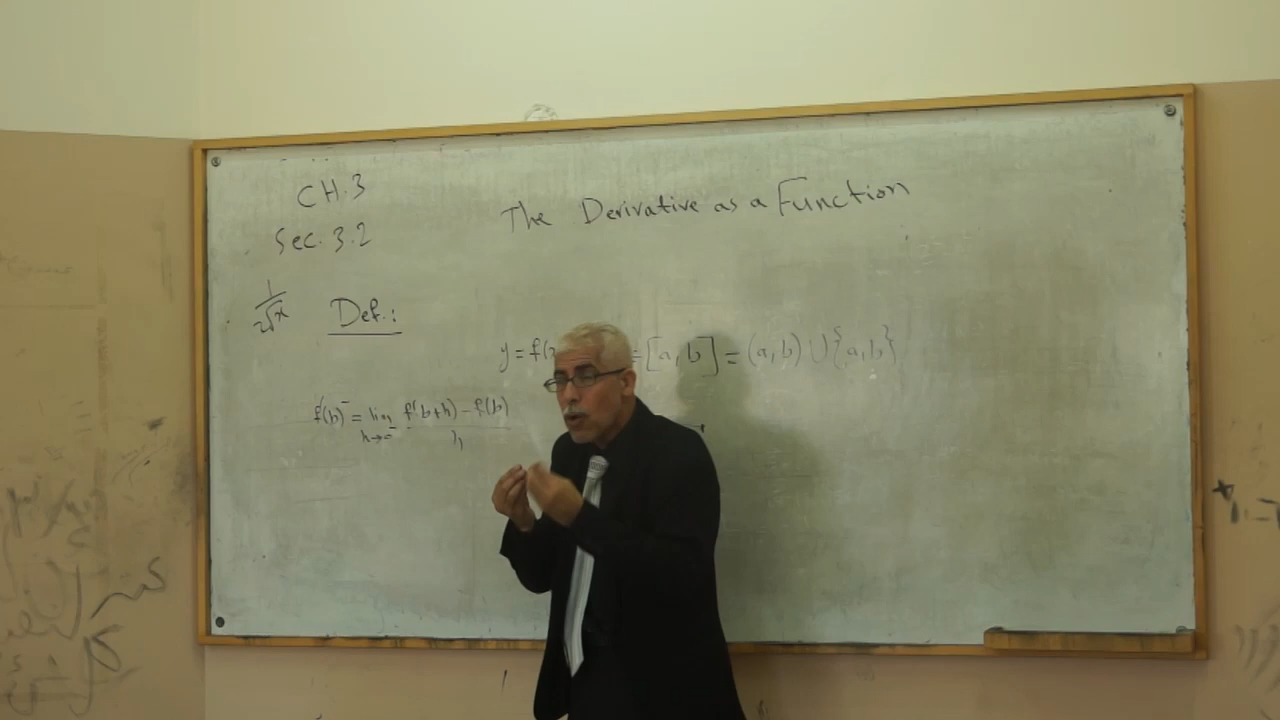 CH.3
The Derivative as a Function
Sec. 3.2
1/2√x Def.:
y = f( = [a, b] = (a, b) ∪ {a, b}
f'(b)⁻ = lim h→0⁻ f(b+h) - f(b) / h